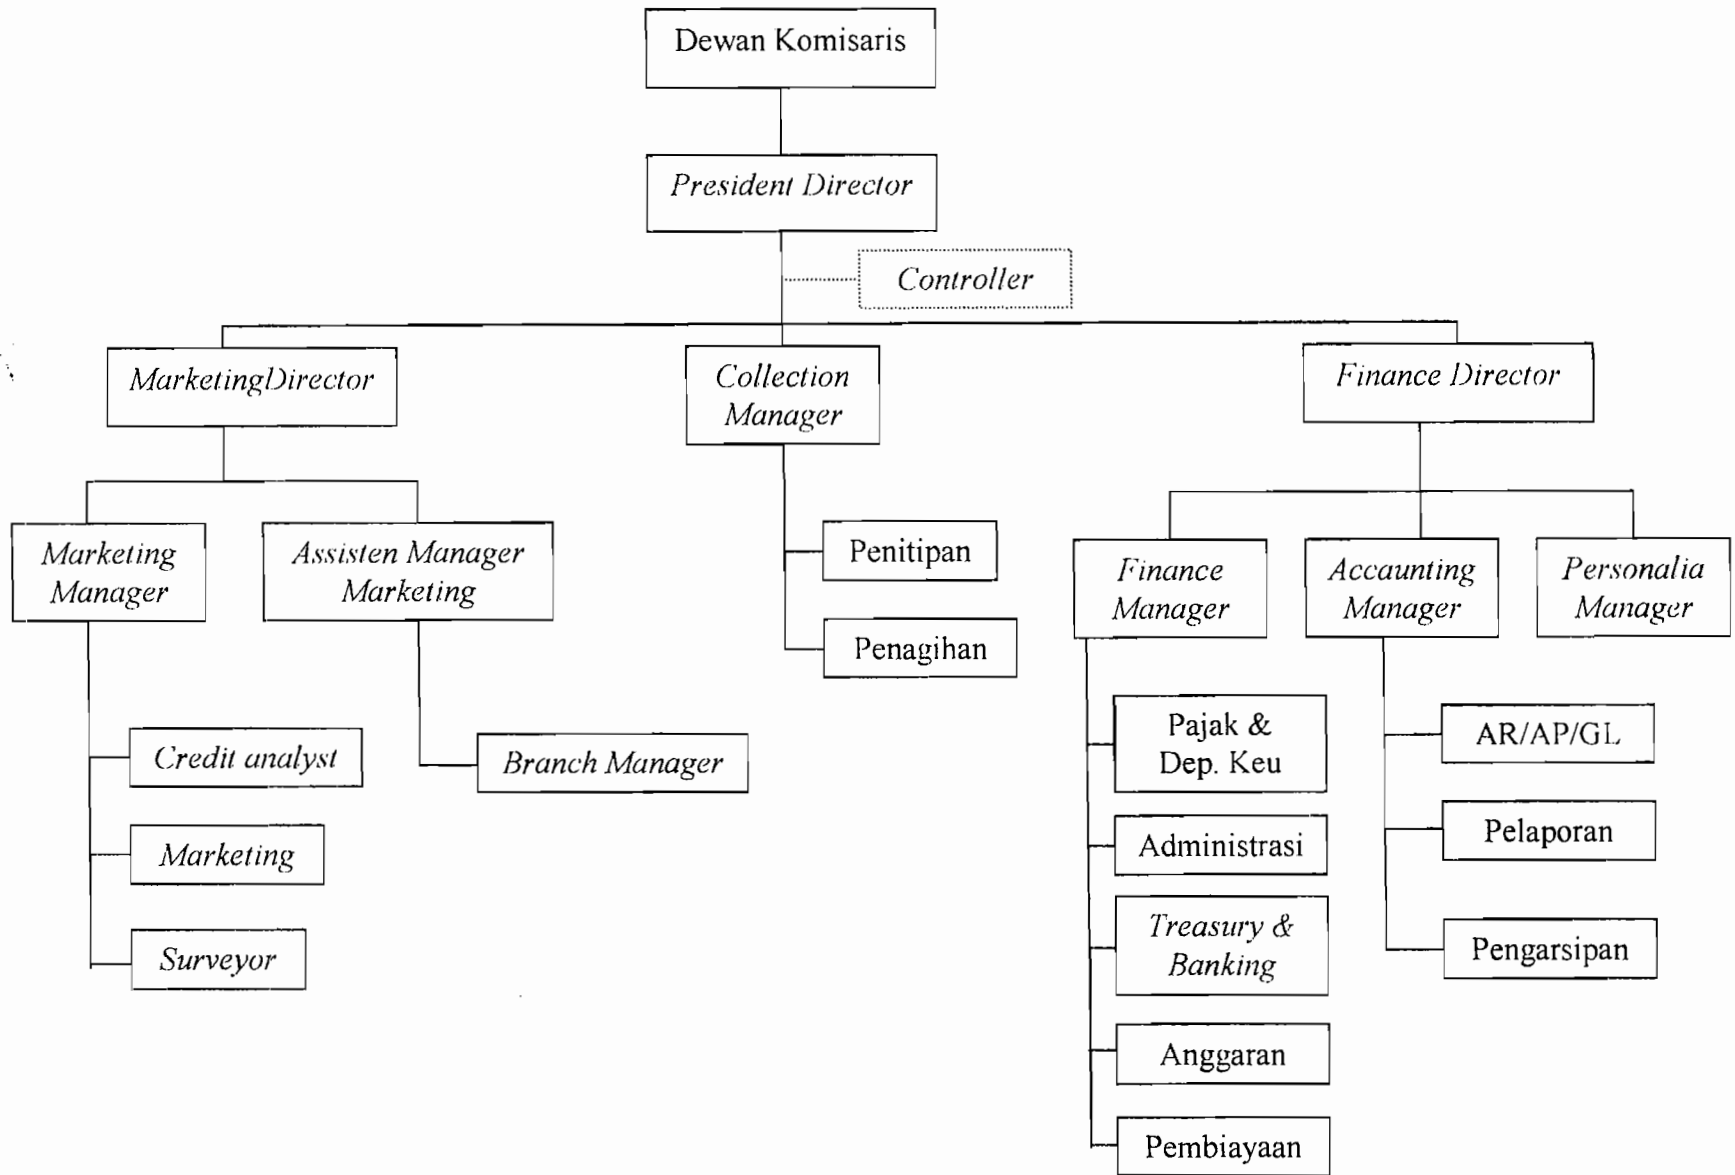 Dewan Komisaris
President Director
Controller
MarketingDirector
Collection
Manager
Finance Director
Marketing
Manager
Assisten Manager
Marketing
Penitipan
Penagihan
Finance
Manager
Accaunting
Manager
Personalia
Manager
Credit analyst
Marketing
Surveyor
Branch Manager
Pajak &
Dep. Keu
Administrasi
Treasury &
Banking
Anggaran
Pembiayaan
AR/AP/GL
Pelaporan
Pengarsipan